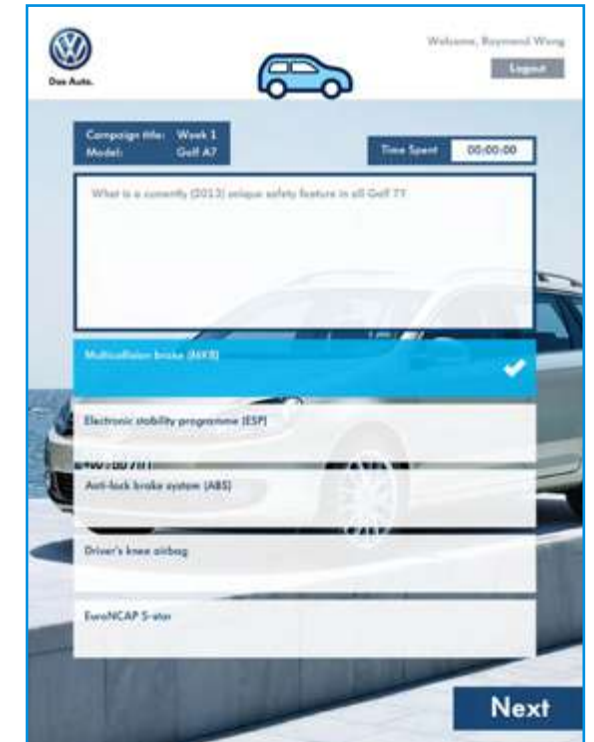 Das Auto.
Welcome, Raymond Wong
Logout
Campaign title: Week 1
Model: Golf A7
Time Spent 00:00:00
What is a currently (2013) unique safety feature in all Golf 7?
Multicollision brake (MKB)
Electronic stability programme (ESP)
Anti-lock brake system (ABS)
Driver's knee airbag
EuroNCAP 5-star
Next